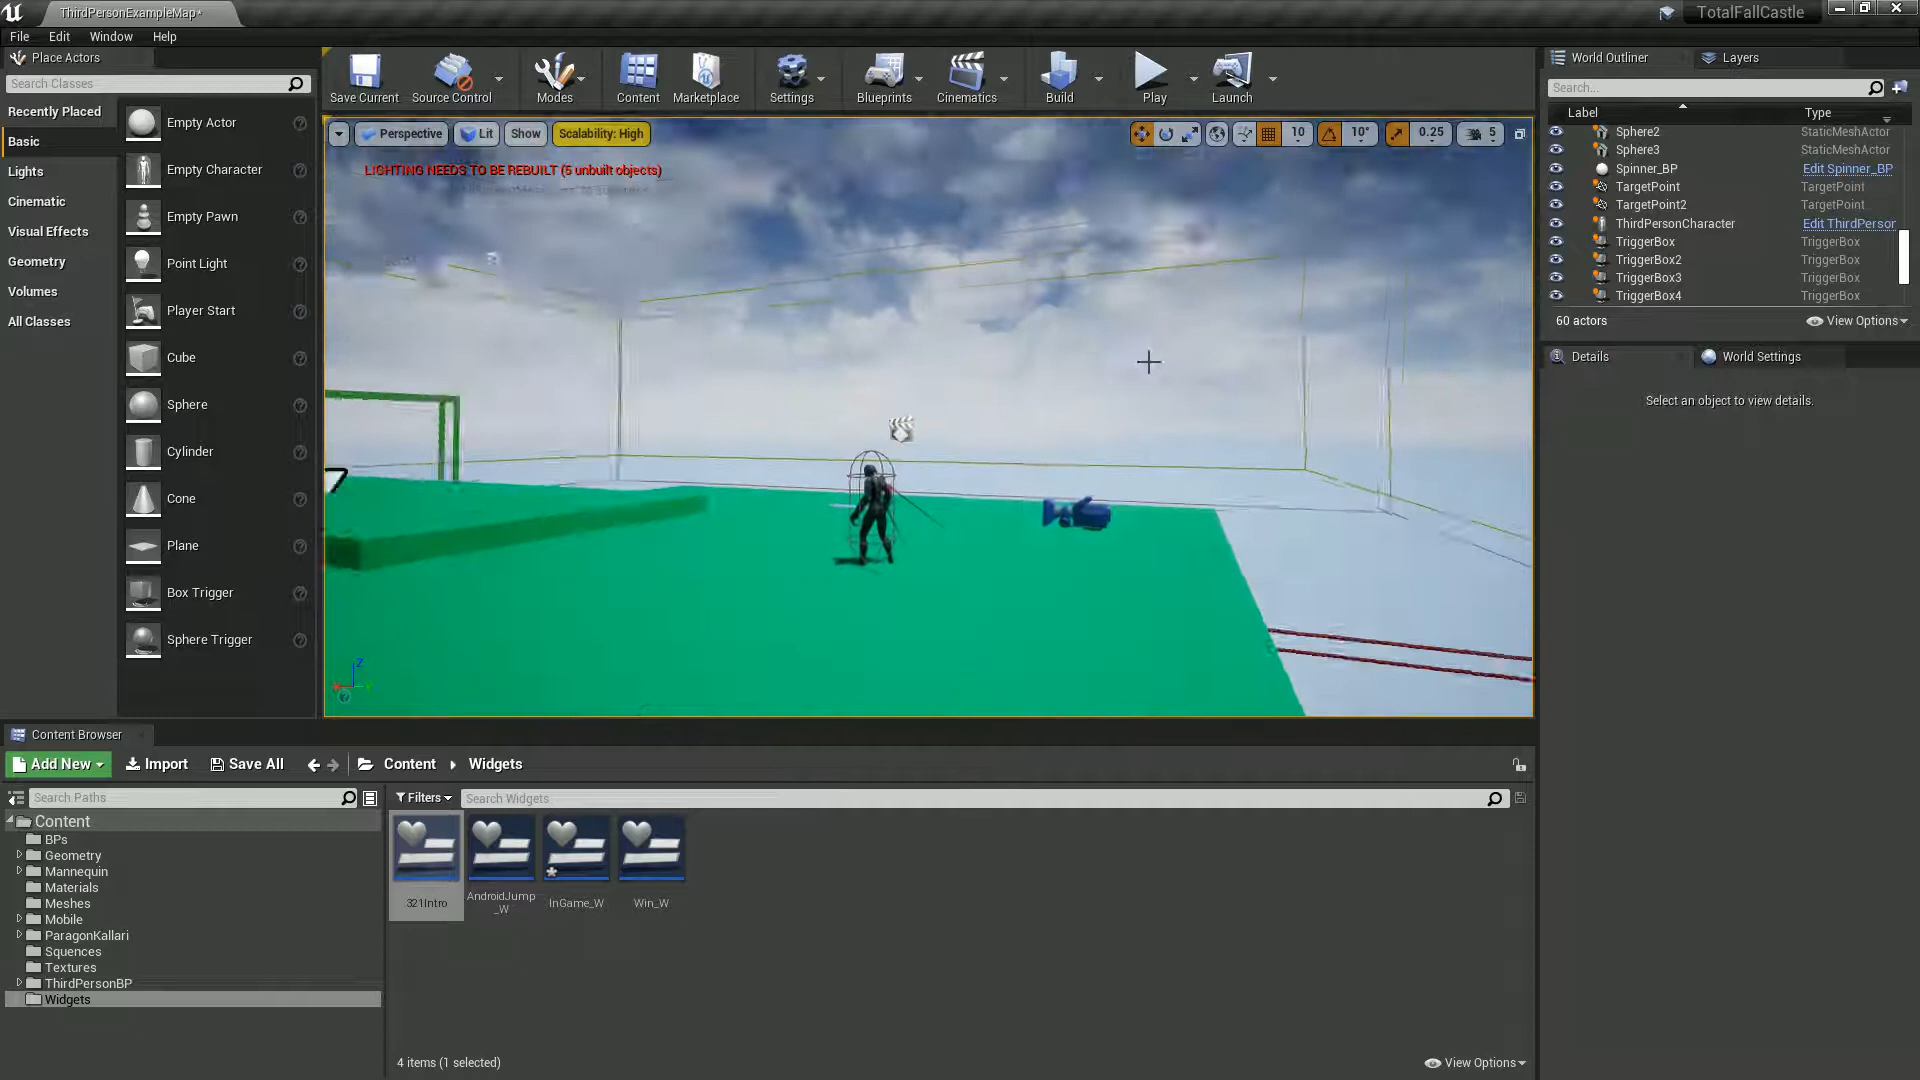 ThirdPersonExampleMap*
TotalFallCastle
File Edit Window Help
Place Actors
Search Classes
Recently Placed
Basic
Lights
Cinematic
Visual Effects
Geometry
Volumes
All Classes
Empty Actor
Empty Character
Empty Pawn
Point Light
Player Start
Cube
Sphere
Cylinder
Cone
Plane
Box Trigger
Sphere Trigger
Save Current
Source Control
Modes
Content
Marketplace
Settings
Blueprints
Cinematics
Build
Play
Launch
Perspective
Lit
Show
Scalability: High
10
10°
0.25
5
LIGHTING NEEDS TO BE REBUILT (5 unbuilt objects)
Z
World Outliner
Layers
Search...
Label Type
Sphere2 StaticMeshActor
Sphere3 StaticMeshActor
Spinner_BP Edit Spinner_BP
TargetPoint TargetPoint
TargetPoint2 TargetPoint
ThirdPersonCharacter Edit ThirdPerson
TriggerBox TriggerBox
TriggerBox2 TriggerBox
TriggerBox3 TriggerBox
TriggerBox4 TriggerBox
60 actors
View Options
Details
World Settings
Select an object to view details.
Content Browser
Add New
Import
Save All
Content
Widgets
Search Paths
Filters
Search Widgets
Content
BPs
Geometry
Mannequin
Materials
Meshes
Mobile
ParagonKallari
Squences
Textures
ThirdPersonBP
Widgets
321Intro
AndroidJump
_W
InGame_W
Win_W
4 items (1 selected)
View Options